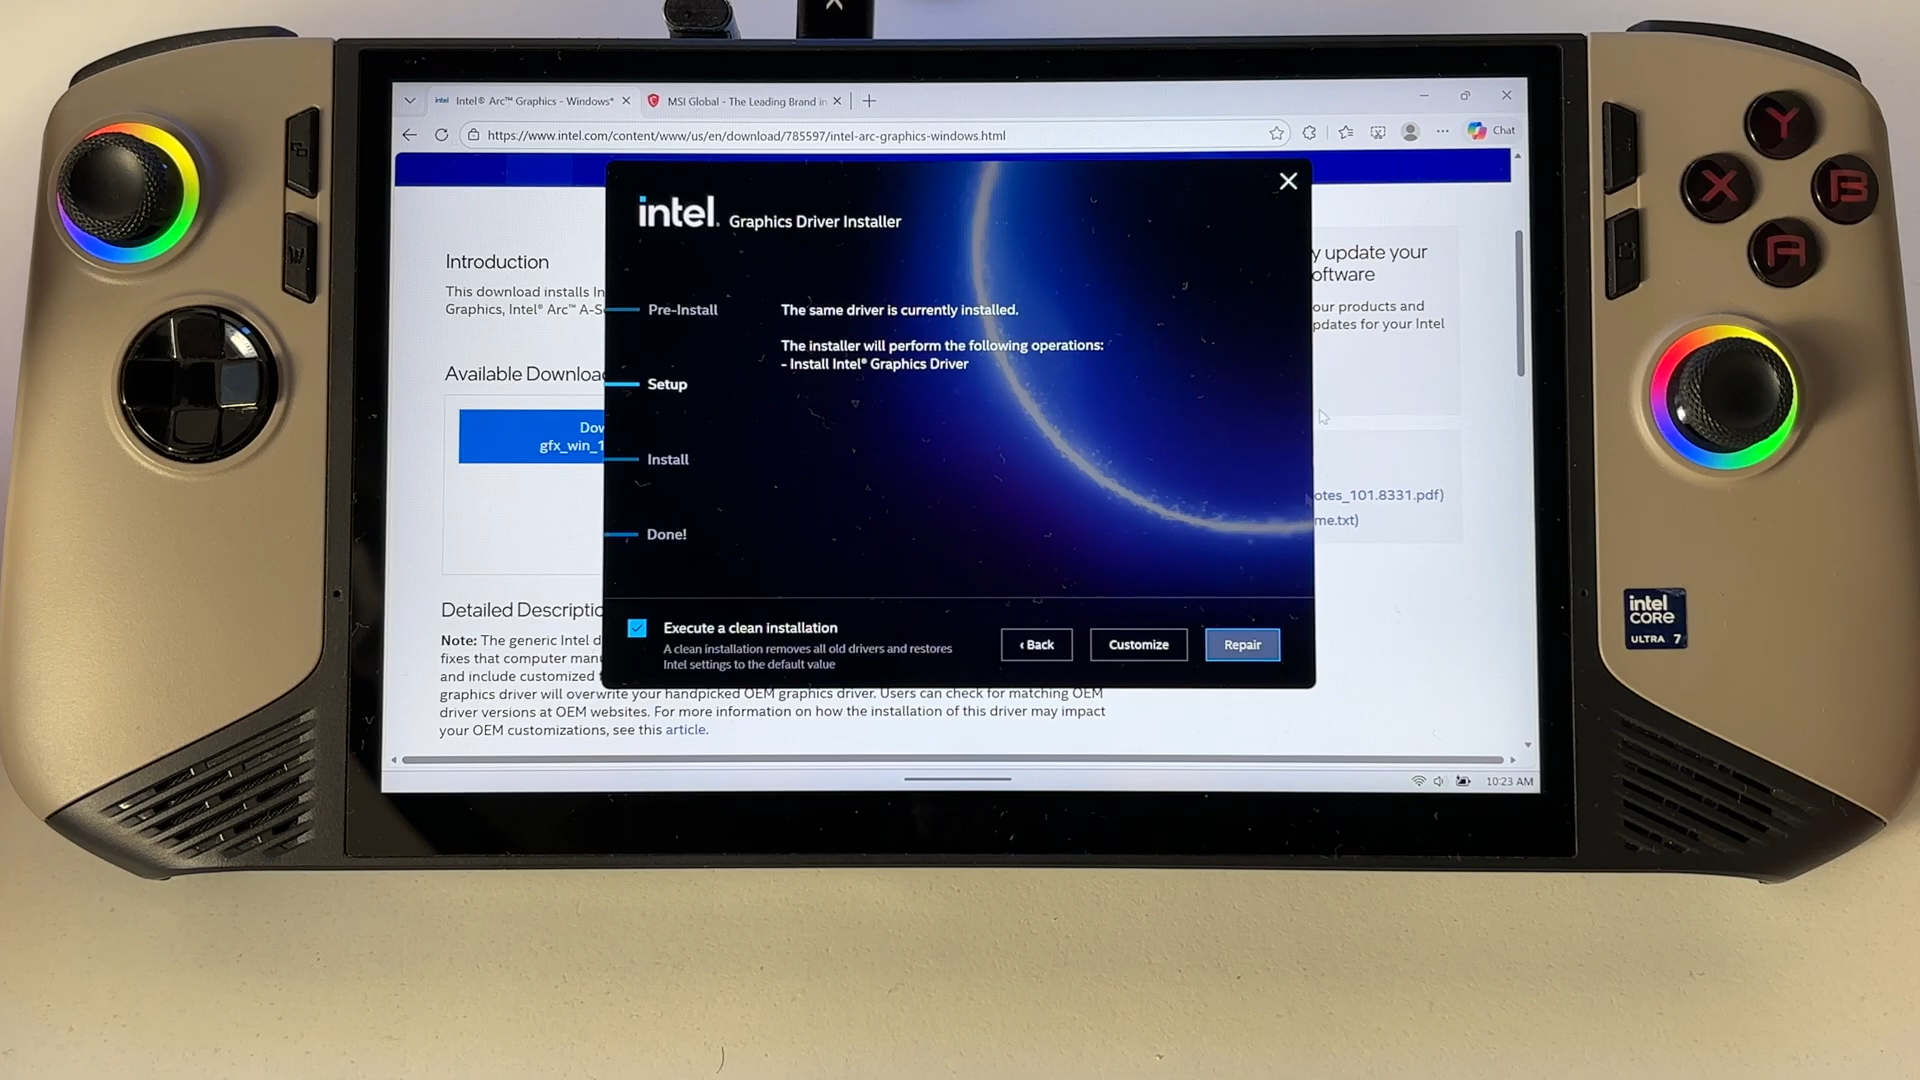 intel Intel® Arc™ Graphics - Windows*
MSI Global - The Leading Brand in
https://www.intel.com/content/www/us/en/download/785597/intel-arc-graphics-windows.html
Chat
intel. Graphics Driver Installer
Pre-Install
Setup
Install
Done!
The same driver is currently installed.
The installer will perform the following operations:
- Install Intel® Graphics Driver
Execute a clean installation
A clean installation removes all old drivers and restores
Intel settings to the default value
‹ Back
Customize
Repair
Introduction
This download installs In
Graphics, Intel® Arc™ A-S
Available Downloa
Dow
gfx_win_1
Detailed Descriptio
Note: The generic Intel d
fixes that computer man
and include customized
graphics driver will overwrite your handpicked OEM graphics driver. Users can check for matching OEM
driver versions at OEM websites. For more information on how the installation of this driver may impact
your OEM customizations, see this article.
y update your
oftware
our products and
pdates for your Intel
otes_101.8331.pdf)
me.txt)
10:23 AM
Y
X
B
A
intel
CORE
ULTRA 7